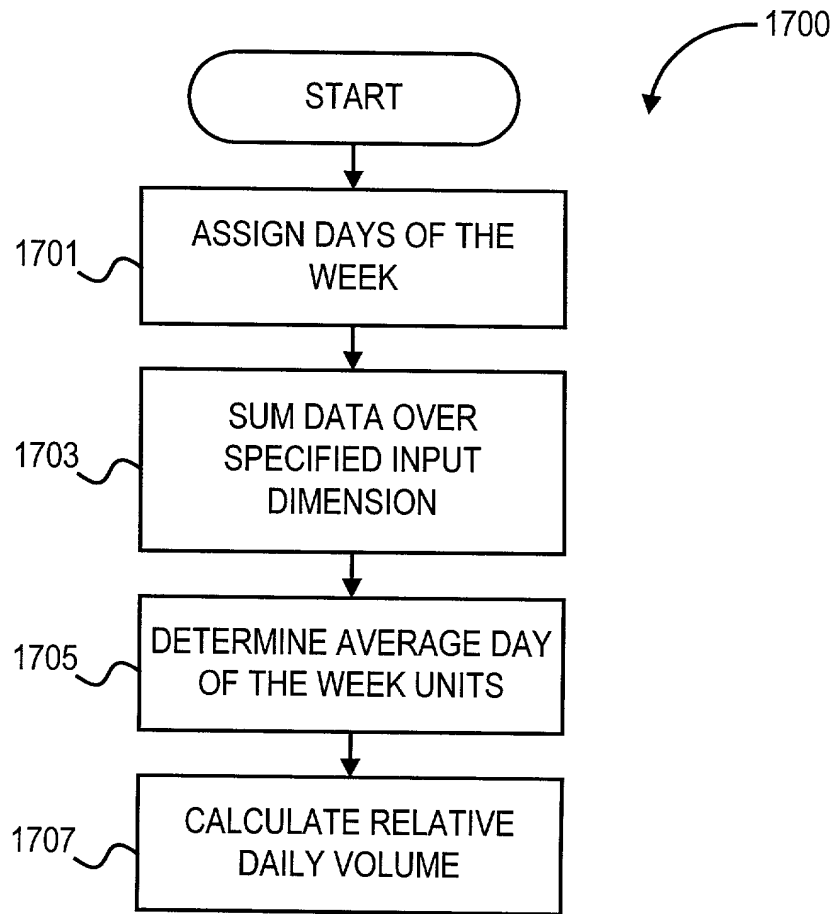 1700
START
1701
ASSIGN DAYS OF THE
WEEK
1703
SUM DATA OVER
SPECIFIED INPUT
DIMENSION
1705
DETERMINE AVERAGE DAY
OF THE WEEK UNITS
1707
CALCULATE RELATIVE
DAILY VOLUME